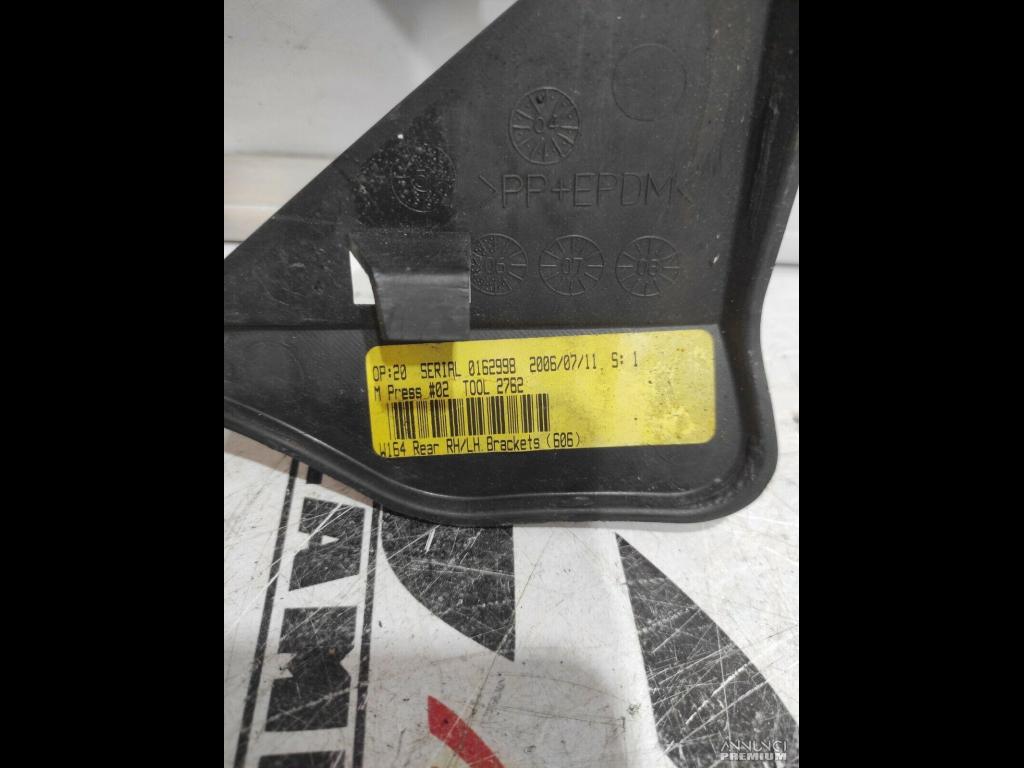 04
>PP+EPDM<
06 07 08
OP:20 SERIAL 0162998 2006/07/11 S: 1
M Press #02 TOOL 2762
W164 Rear RH/LH Brackets (606)
AMI
ANNUNCI
PREMIUM